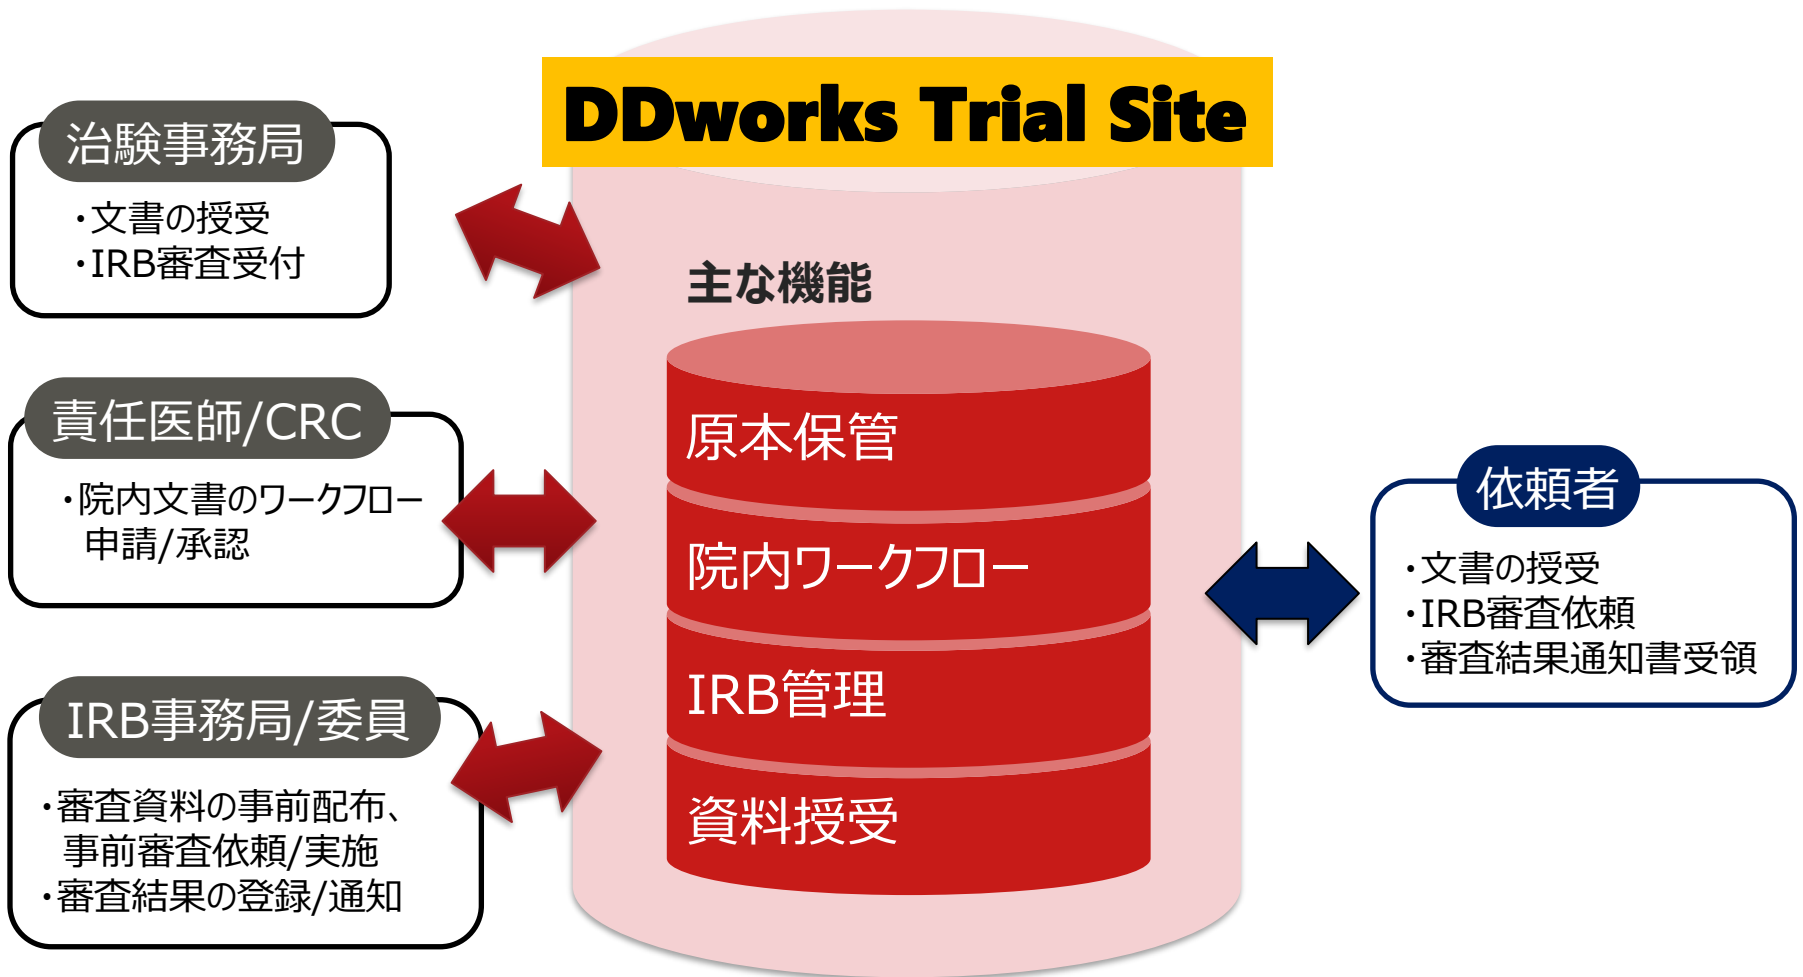 DDworks Trial Site
治験事務局
・文書の授受
・IRB審査受付
責任医師/CRC
・院内文書のワークフロー
申請/承認
IRB事務局/委員
・審査資料の事前配布、
事前審査依頼/実施
・審査結果の登録/通知
主な機能
原本保管
院内ワークフロー
IRB管理
資料授受
依頼者
・文書の授受
・IRB審査依頼
・審査結果通知書受領